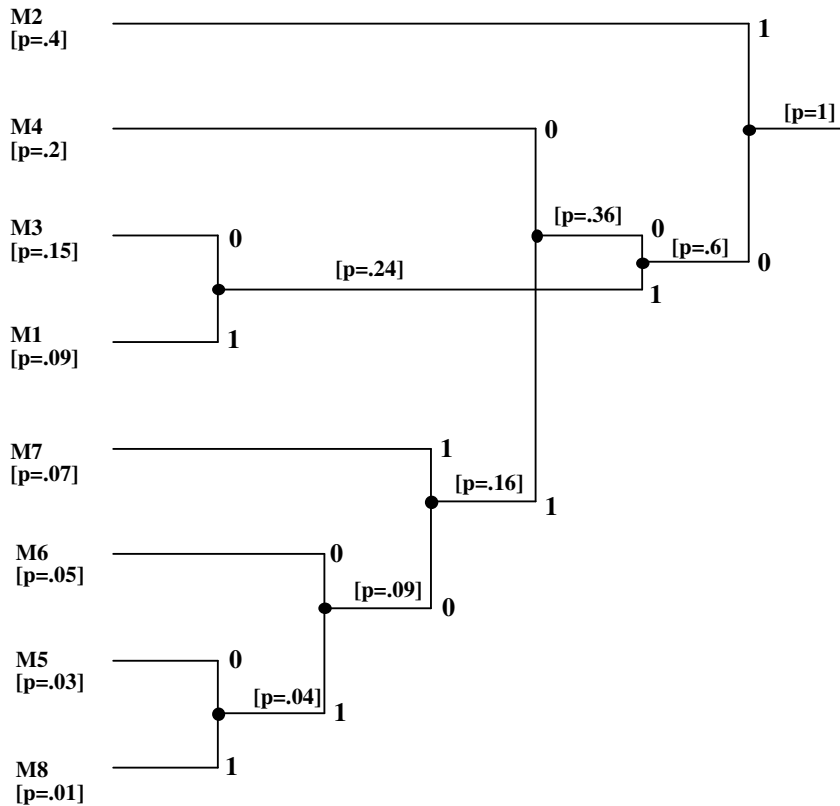 M2
[p=.4]
1
[p=1]
M4
[p=.2]
0
M3
[p=.15]
0
[p=.36]
0
[p=.6]
0
[p=.24]
1
M1
[p=.09]
1
M7
[p=.07]
1
[p=.16]
1
M6
[p=.05]
0
[p=.09]
0
M5
[p=.03]
0
[p=.04]
1
M8
[p=.01]
1